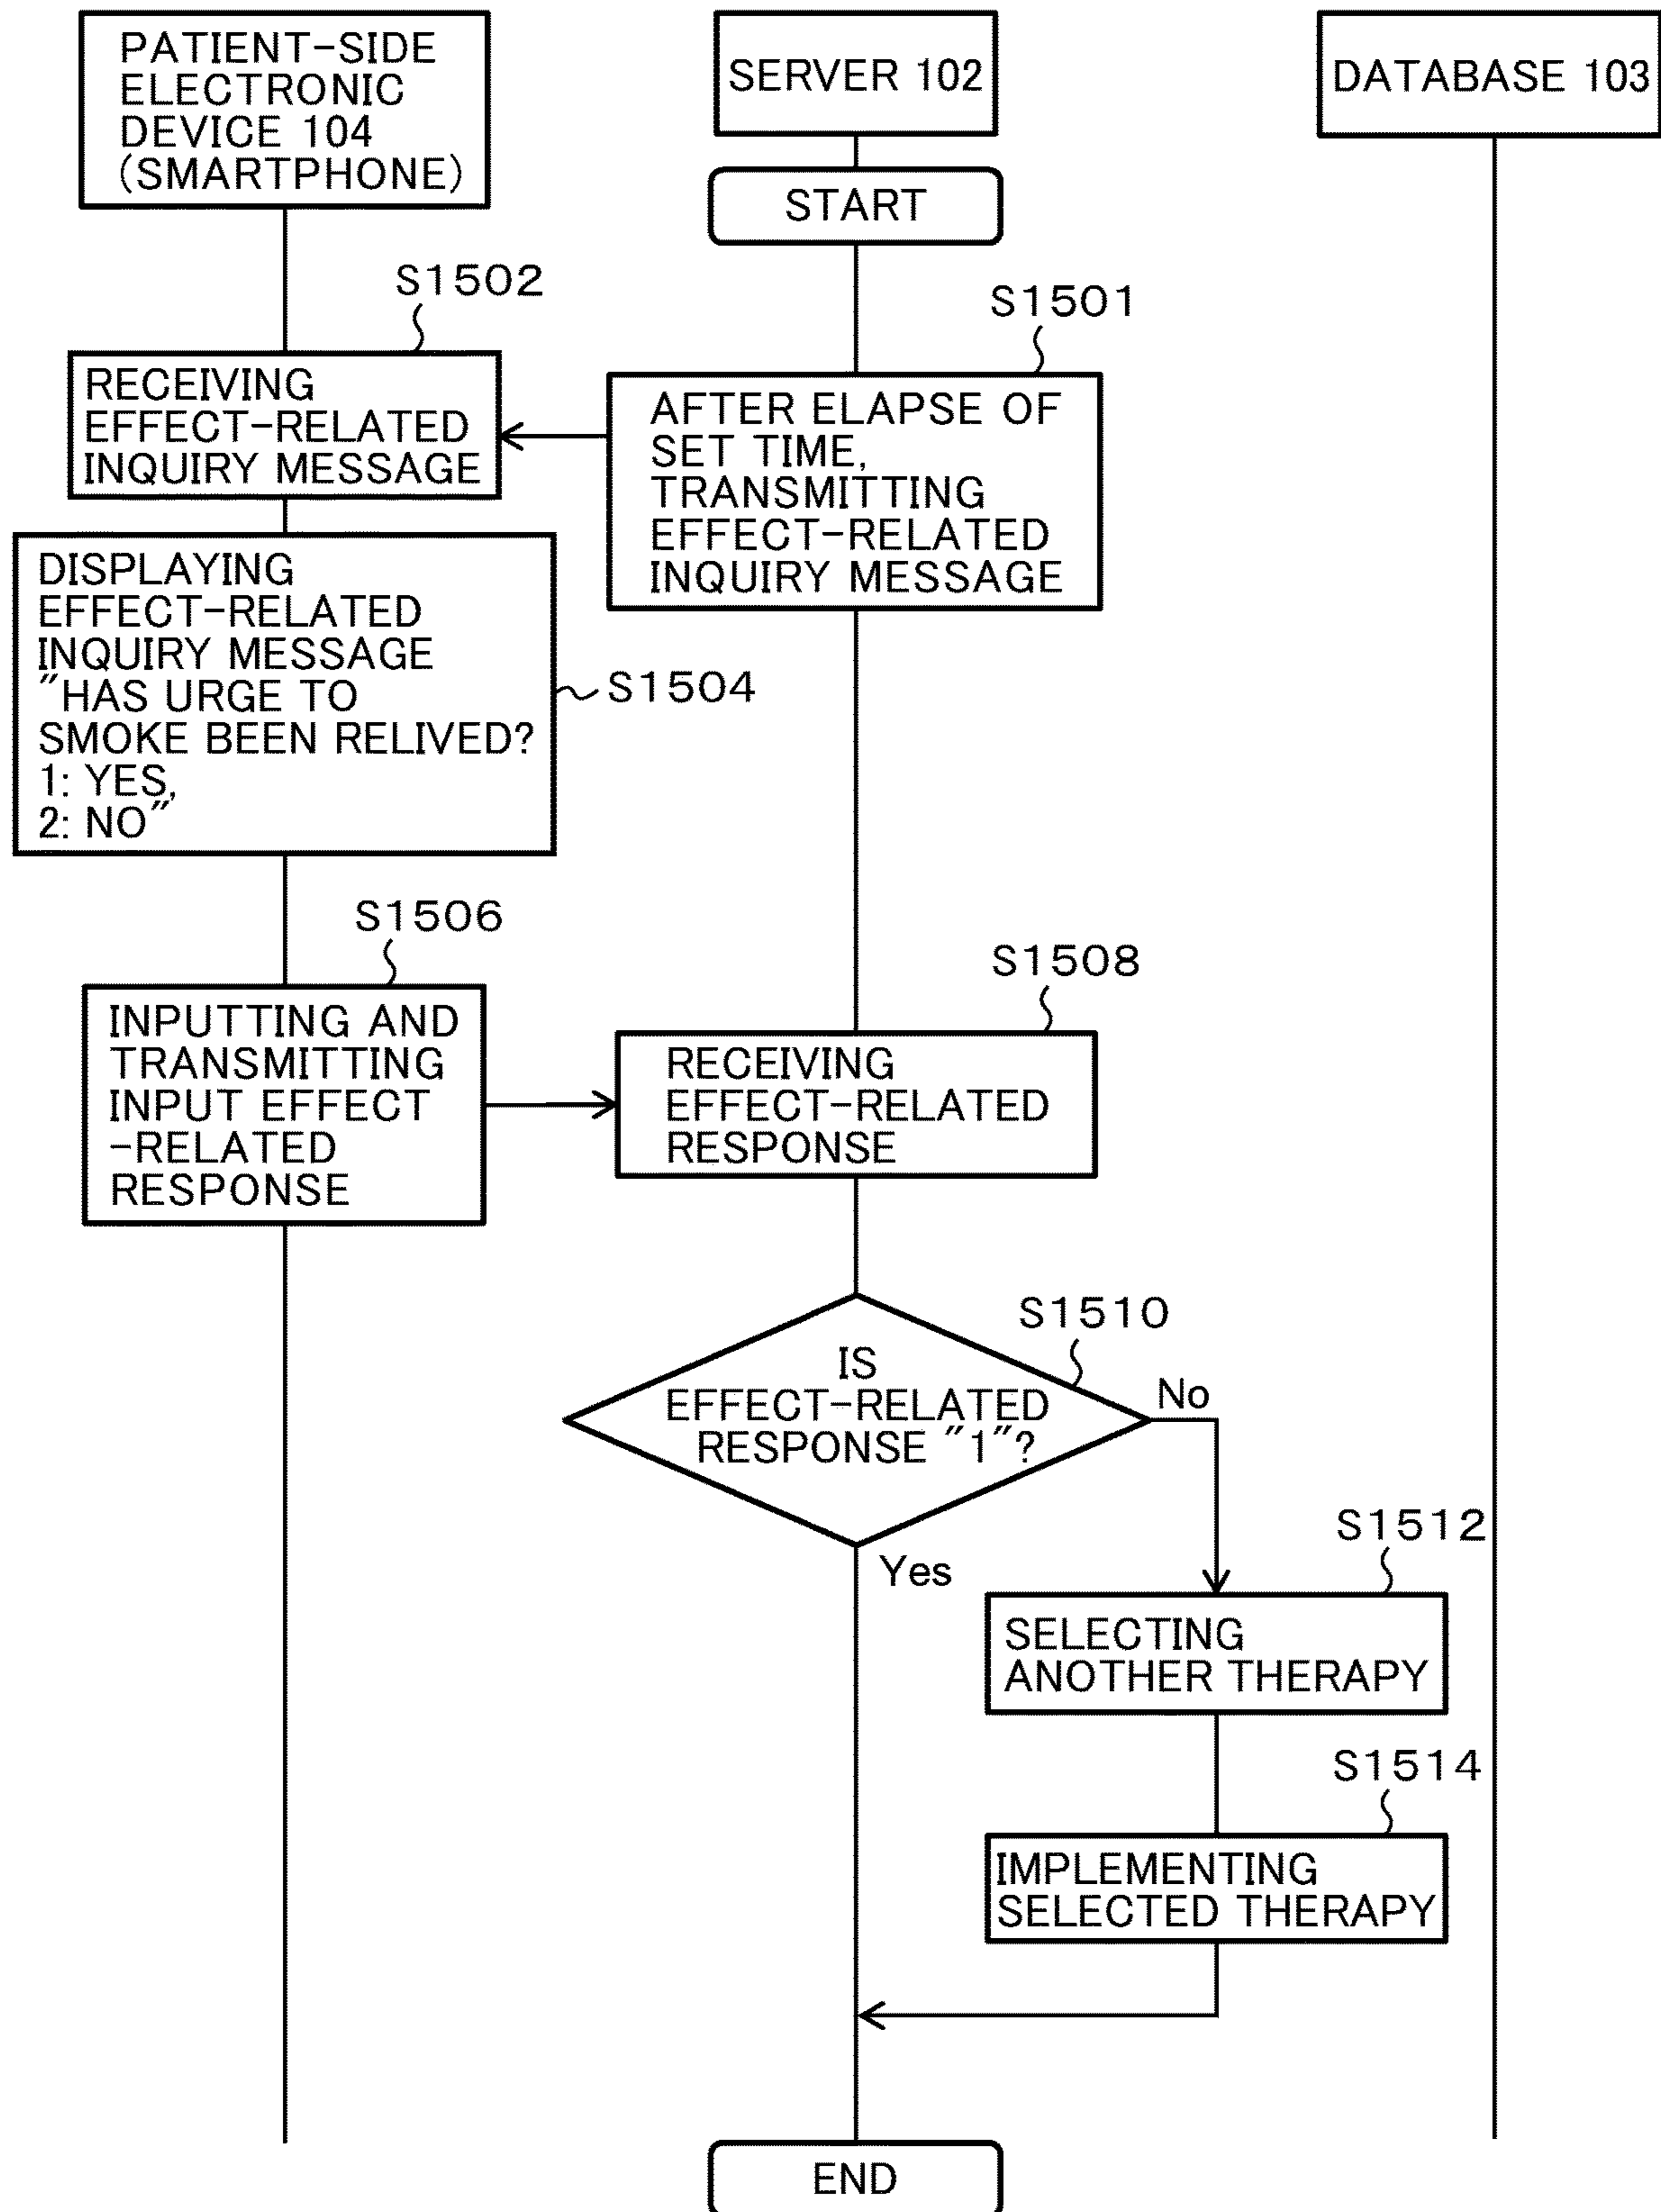 PATIENT-SIDE
ELECTRONIC
DEVICE 104
(SMARTPHONE)
SERVER 102
DATABASE 103
START
S1502
S1501
RECEIVING
EFFECT-RELATED
INQUIRY MESSAGE
AFTER ELAPSE OF
SET TIME,
TRANSMITTING
EFFECT-RELATED
INQUIRY MESSAGE
DISPLAYING
EFFECT-RELATED
INQUIRY MESSAGE
"HAS URGE TO
SMOKE BEEN RELIVED?
1: YES,
2: NO"
S1504
S1506
S1508
INPUTTING AND
TRANSMITTING
INPUT EFFECT
-RELATED
RESPONSE
RECEIVING
EFFECT-RELATED
RESPONSE
S1510
IS
EFFECT-RELATED
RESPONSE "1"?
No
Yes
S1512
SELECTING
ANOTHER THERAPY
S1514
IMPLEMENTING
SELECTED THERAPY
END